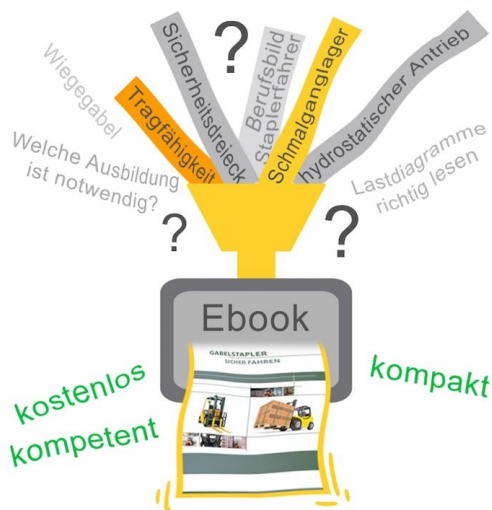 ?
Wiegegabel
Tragfähigkeit
Sicherheitsdreieck
Berufsbild
Staplerfahrer
Schmalganglager
hydrostatischer Antrieb
Welche Ausbildung
ist notwendig?
Lastdiagramme
richtig lesen
?
?
Ebook
GABELSTAPLER
SICHER FAHREN
kostenlos
kompetent
kompakt